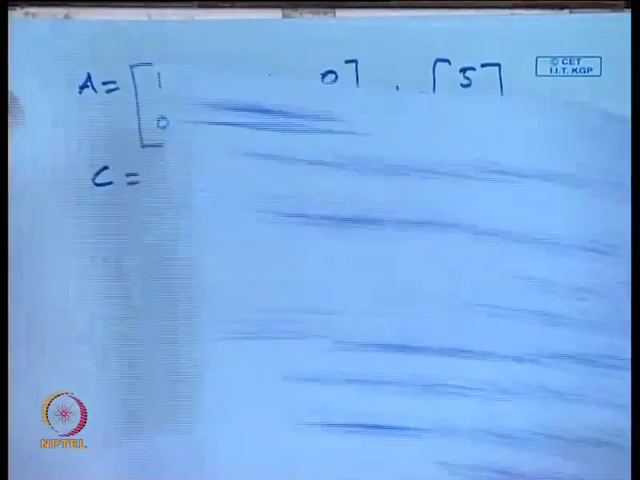 A = [ 1 0 ] . [ 5 ]
0
C =
© CET
I.I.T. KGP
NPTEL